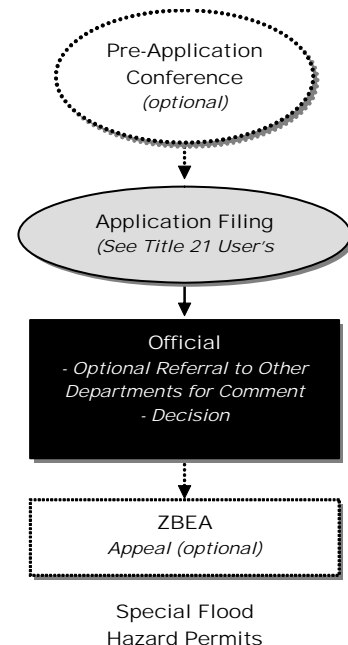 Pre-Application
Conference
(optional)
Application Filing
(See Title 21 User's
Official
- Optional Referral to Other
Departments for Comment
- Decision
ZBEA
Appeal (optional)
Special Flood
Hazard Permits